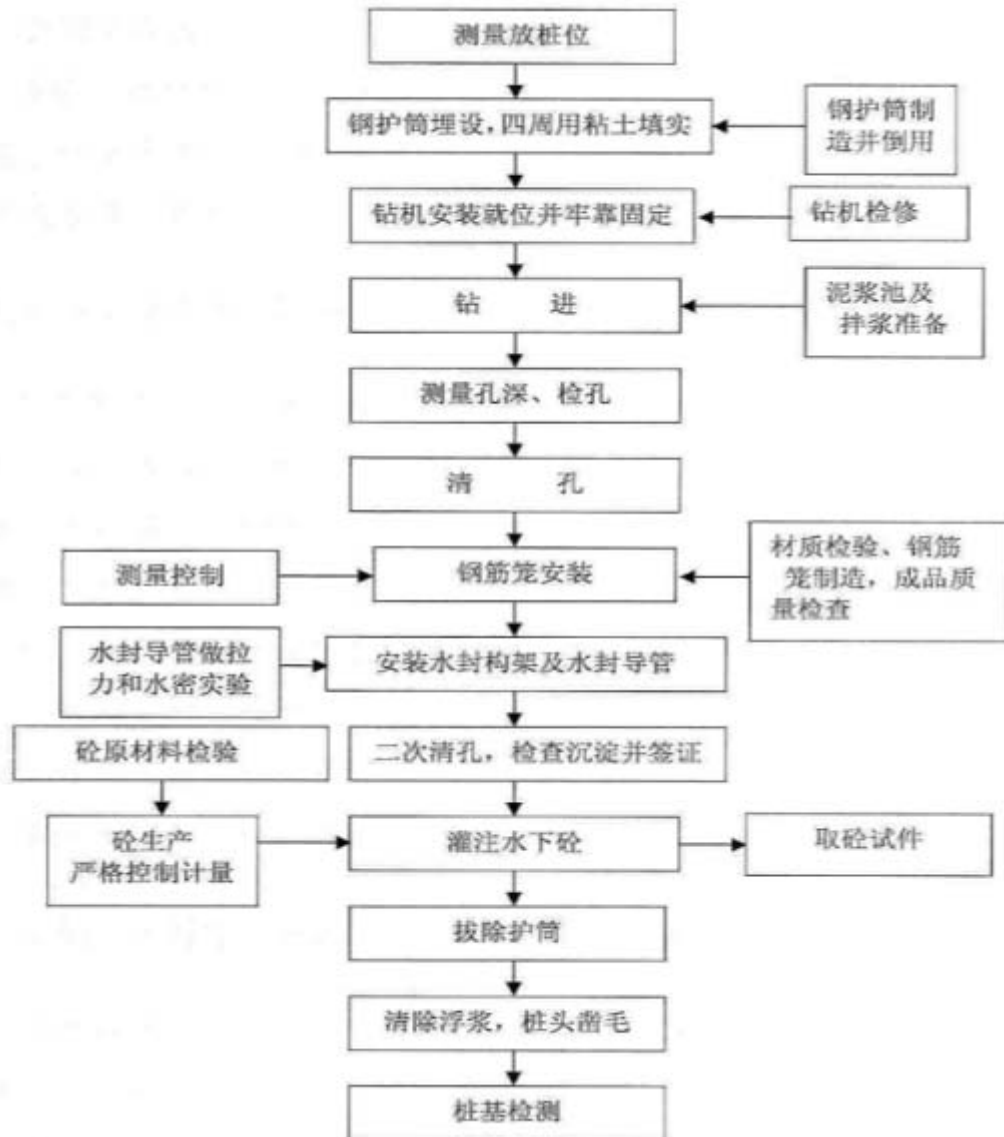 测量放桩位
钢护筒埋设，四周用粘土填实
钢护筒制
造并倒用
钻机安装就位并牢靠固定
钻机检修
钻 进
泥浆池及
拌浆准备
测量孔深、检孔
清 孔
测量控制
钢筋笼安装
材质检验、钢筋
笼制造，成品质
量检查
水封导管做拉
力和水密实验
安装水封构架及水封导管
砼原材料检验
二次清孔，检查沉淀并签证
砼生产
严格控制计量
灌注水下砼
取砼试件
拔除护筒
清除浮浆，桩头凿毛
桩基检测